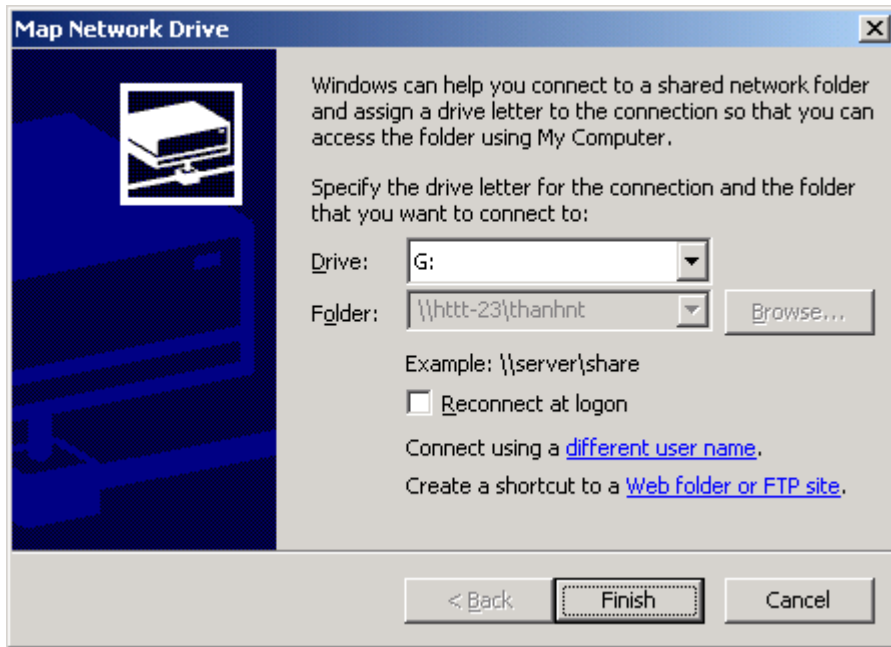 Map Network Drive
Windows can help you connect to a shared network folder
and assign a drive letter to the connection so that you can
access the folder using My Computer.
Specify the drive letter for the connection and the folder
that you want to connect to:
Drive: G:
Folder: \\httt-23\thanhnt Browse...
Example: \\server\share
Reconnect at logon
Connect using a different user name.
Create a shortcut to a Web folder or FTP site.
< Back Finish Cancel